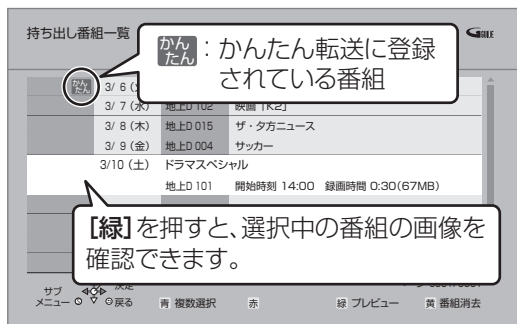 持ち出し番組一覧
GGUIDE
かんたん：かんたん転送に登録
されている番組
かんたん 3/ 6
3/ 7（水） 地上D 102 映画「K2」
3/ 8（木） 地上D 015 ザ・夕方ニュース
3/ 9（金） 地上D 004 サッカー
3/10（土） ドラマスペシャル
地上D 101 開始時刻 14:00 録画時間 0:30(67MB)
[緑]を押すと、選択中の番組の画像を
確認できます。
サブメニュー 決定 戻る
青 複数選択 赤 緑 プレビュー 黄 番組消去